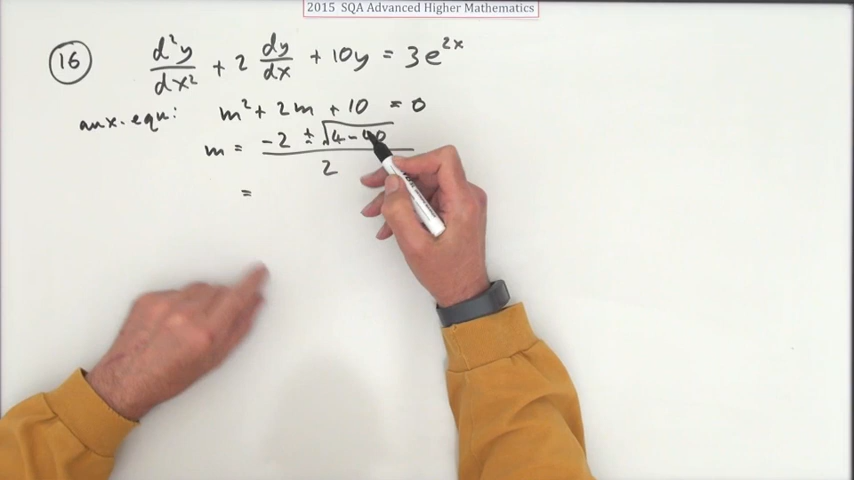 2015 SQA Advanced Higher Mathematics
16 d²y/dx² + 2 dy/dx + 10y = 3e^2x
aux. equ: m² + 2m + 10 = 0
m = (-2 ± √(4-40))/2
=